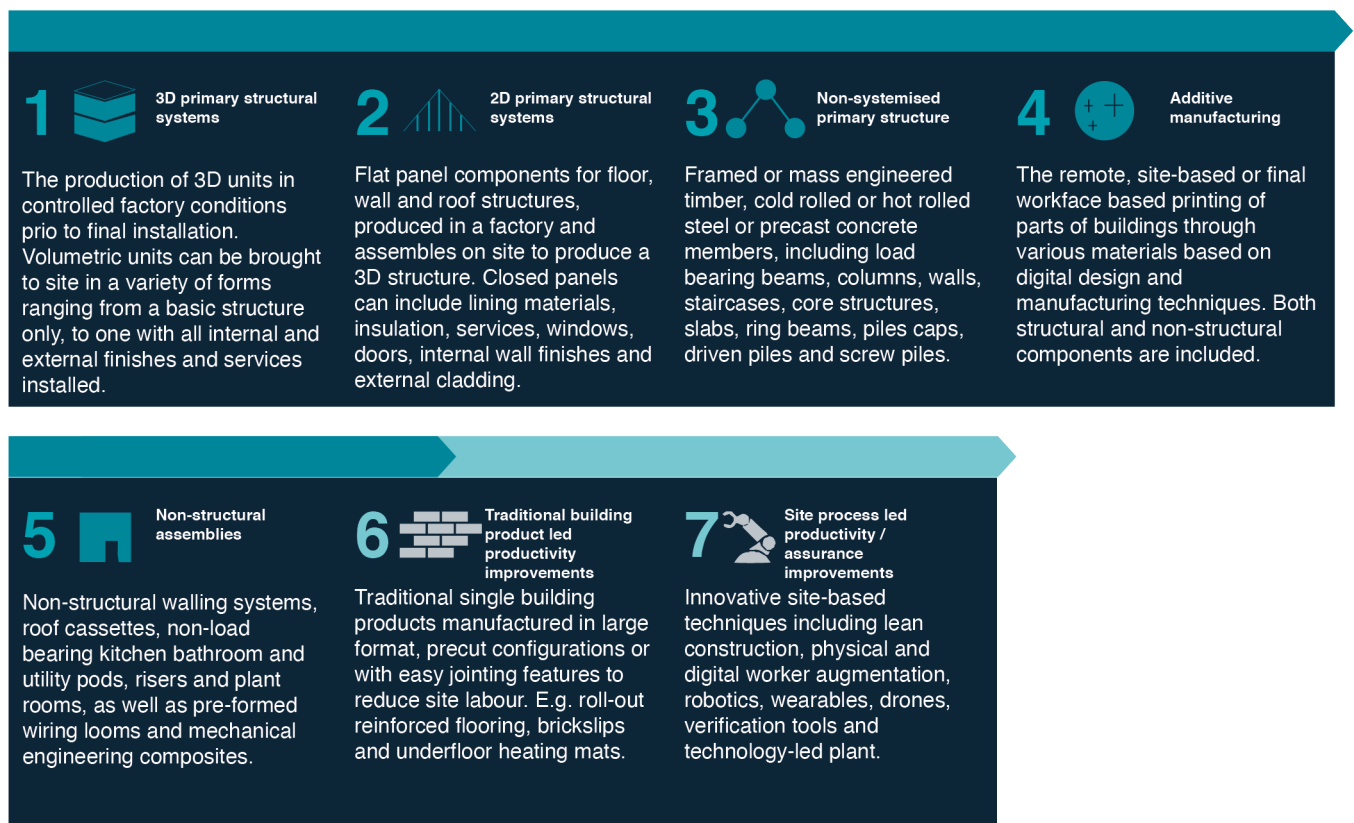 1
3D primary structural
systems
The production of 3D units in
controlled factory conditions
prio to final installation.
Volumetric units can be brought
to site in a variety of forms
ranging from a basic structure
only, to one with all internal and
external finishes and services
installed.
2
2D primary structural
systems
Flat panel components for floor,
wall and roof structures,
produced in a factory and
assembles on site to produce a
3D structure. Closed panels
can include lining materials,
insulation, services, windows,
doors, internal wall finishes and
external cladding.
3
Non-systemised
primary structure
Framed or mass engineered
timber, cold rolled or hot rolled
steel or precast concrete
members, including load
bearing beams, columns, walls,
staircases, core structures,
slabs, ring beams, piles caps,
driven piles and screw piles.
4
Additive
manufacturing
The remote, site-based or final
workface based printing of
parts of buildings through
various materials based on
digital design and
manufacturing techniques. Both
structural and non-structural
components are included.
5
Non-structural
assemblies
Non-structural walling systems,
roof cassettes, non-load
bearing kitchen bathroom and
utility pods, risers and plant
rooms, as well as pre-formed
wiring looms and mechanical
engineering composites.
6
Traditional building
product led
productivity
improvements
Traditional single building
products manufactured in large
format, precut configurations or
with easy jointing features to
reduce site labour. E.g. roll-out
reinforced flooring, brickslips
and underfloor heating mats.
7
Site process led
productivity /
assurance
improvements
Innovative site-based
techniques including lean
construction, physical and
digital worker augmentation,
robotics, wearables, drones,
verification tools and
technology-led plant.